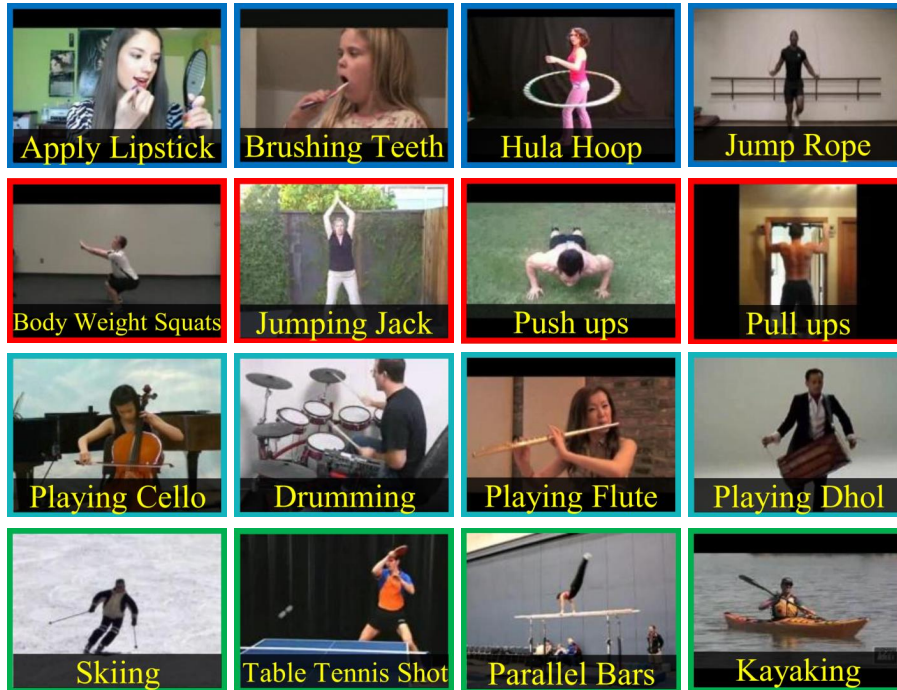 Apply Lipstick
Brushing Teeth
Hula Hoop
Jump Rope
Body Weight Squats
Jumping Jack
Push ups
Pull ups
Playing Cello
Drumming
Playing Flute
Playing Dhol
Skiing
Table Tennis Shot
Parallel Bars
Kayaking